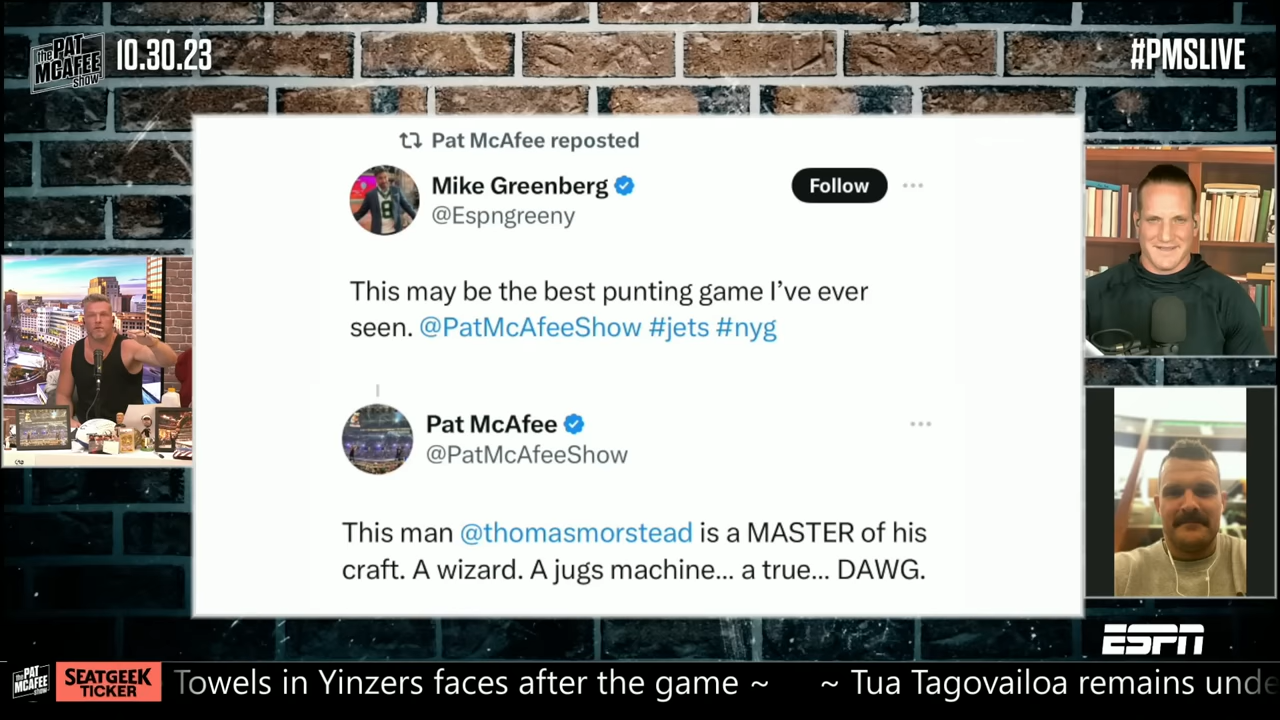 the PAT McAFEE show
10.30.23
#PMSLIVE
Pat McAfee reposted
Mike Greenberg
@Espngreeny
Follow
This may be the best punting game I’ve ever
seen. @PatMcAfeeShow #jets #nyg
Pat McAfee
@PatMcAfeeShow
This man @thomasmorstead is a MASTER of his
craft. A wizard. A jugs machine... a true... DAWG.
ESPN
the PAT McAFEE show
SEATGEEK
TICKER
Towels in Yinzers faces after the game ~ ~ Tua Tagovailoa remains unde